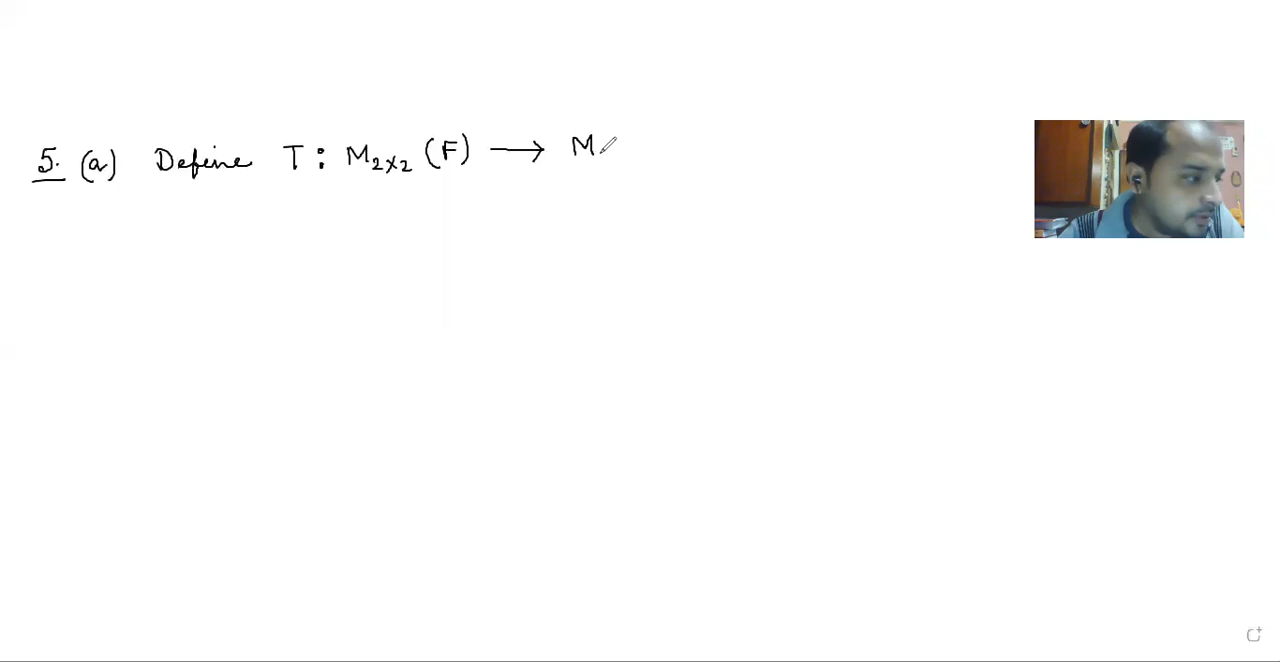 5. (a) Define T : M₂ₓ₂ (F) ⟶ M